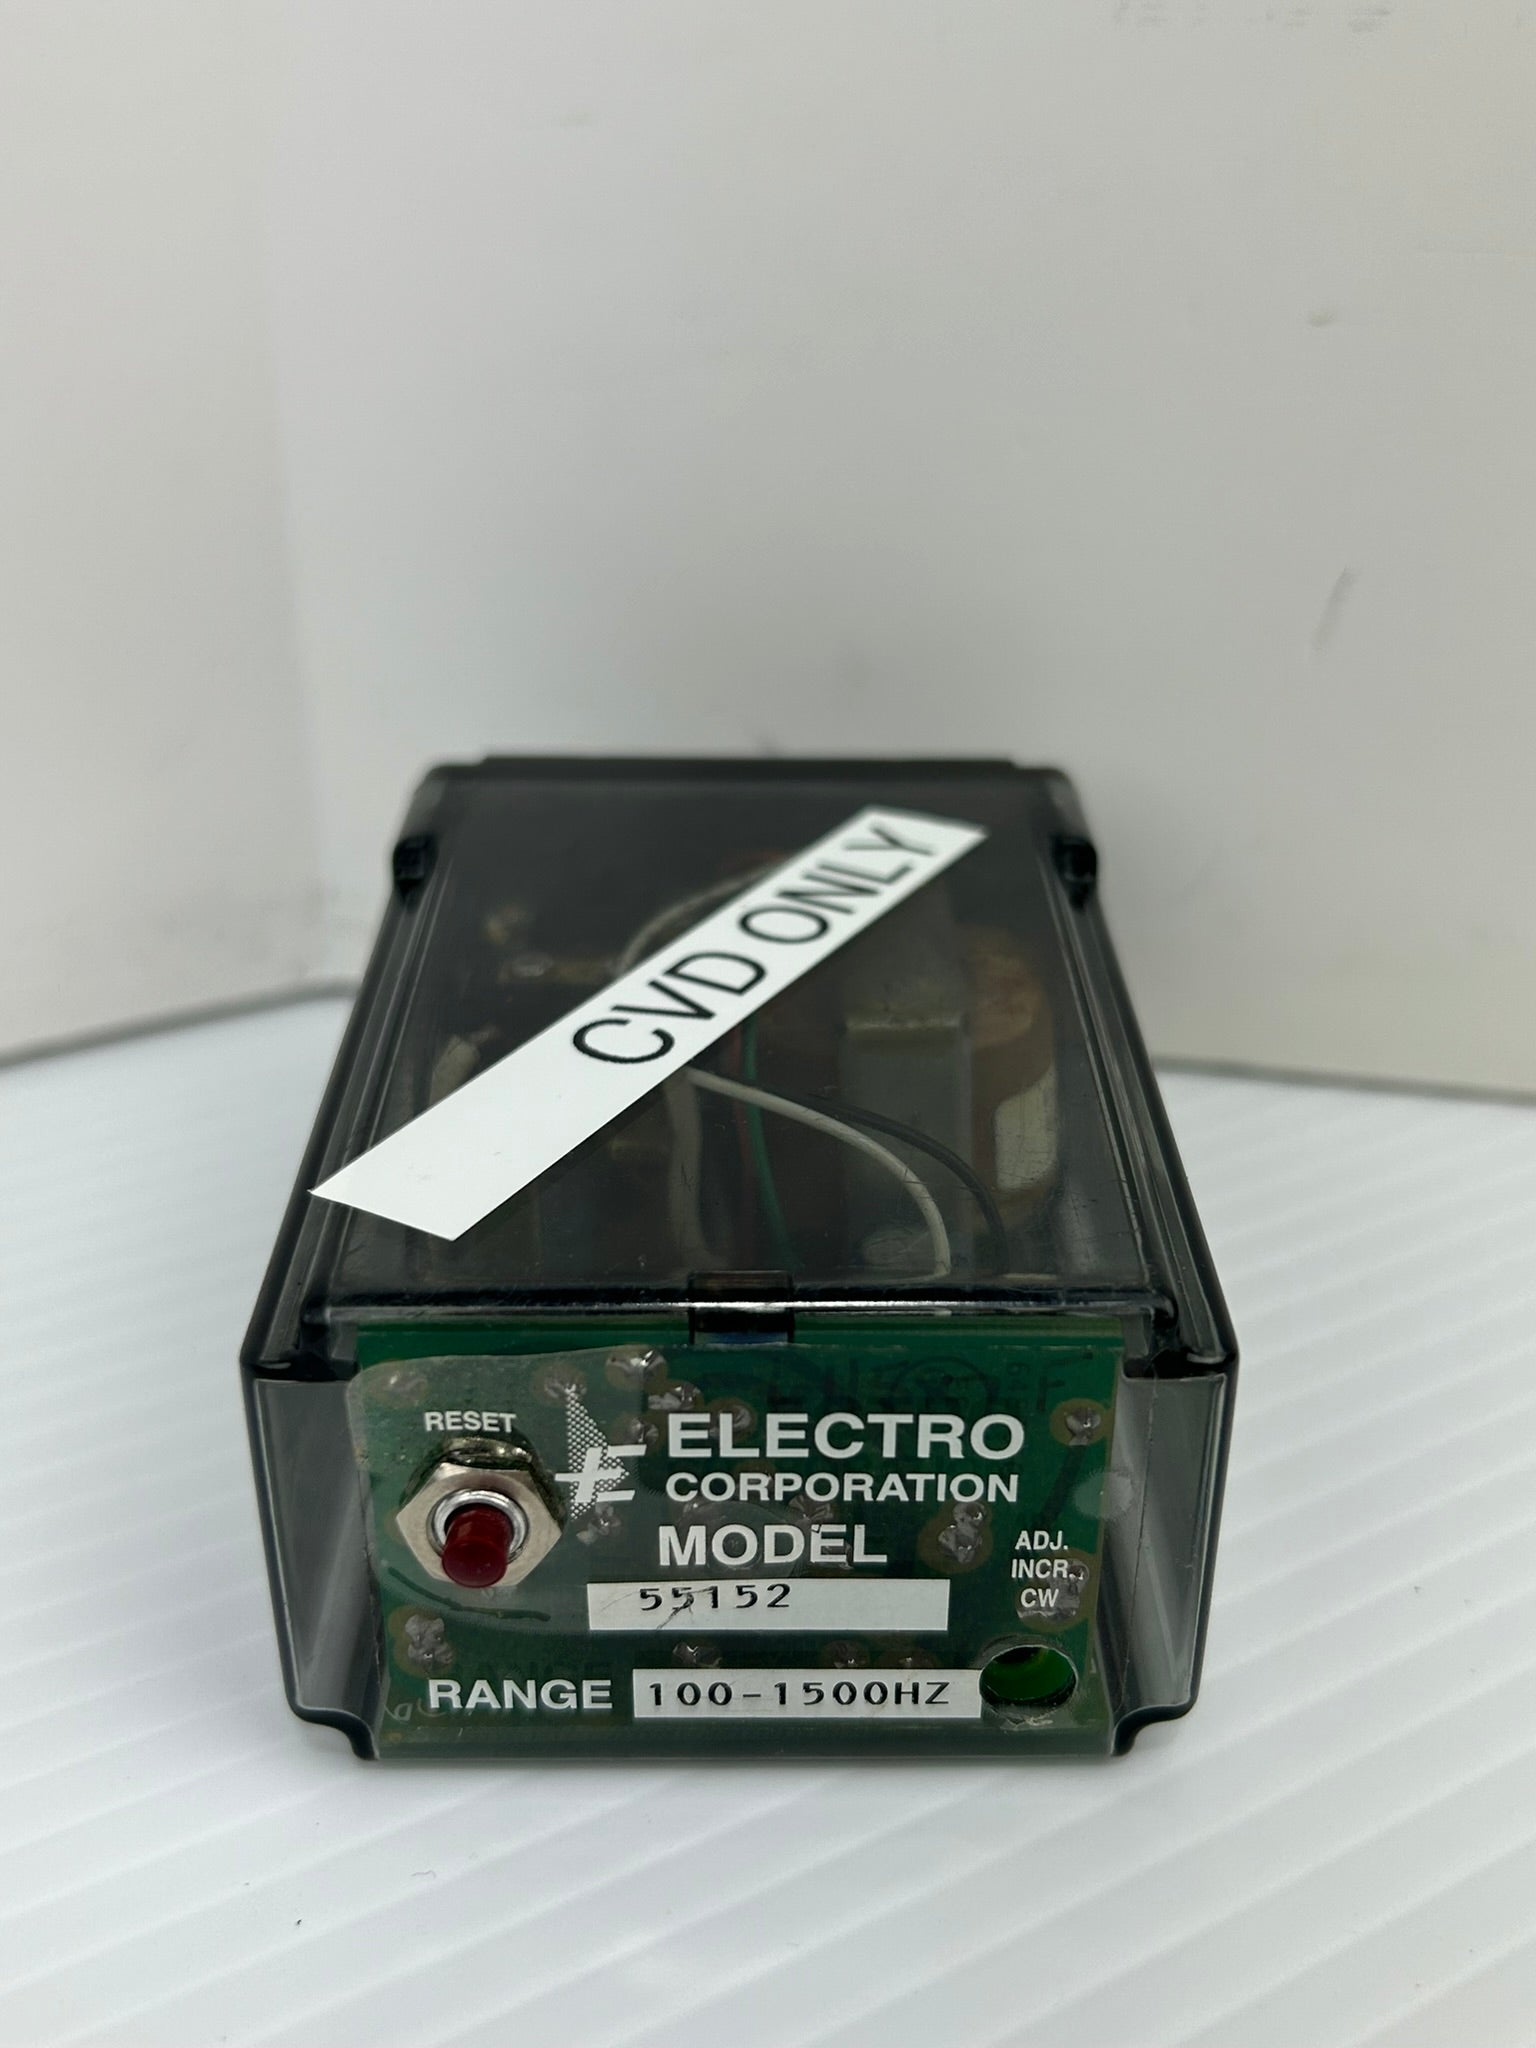 CVD ONLY
RESET
ELECTRO
CORPORATION
MODEL
55152
ADJ.
INCR.
CW
RANGE 100-1500HZ